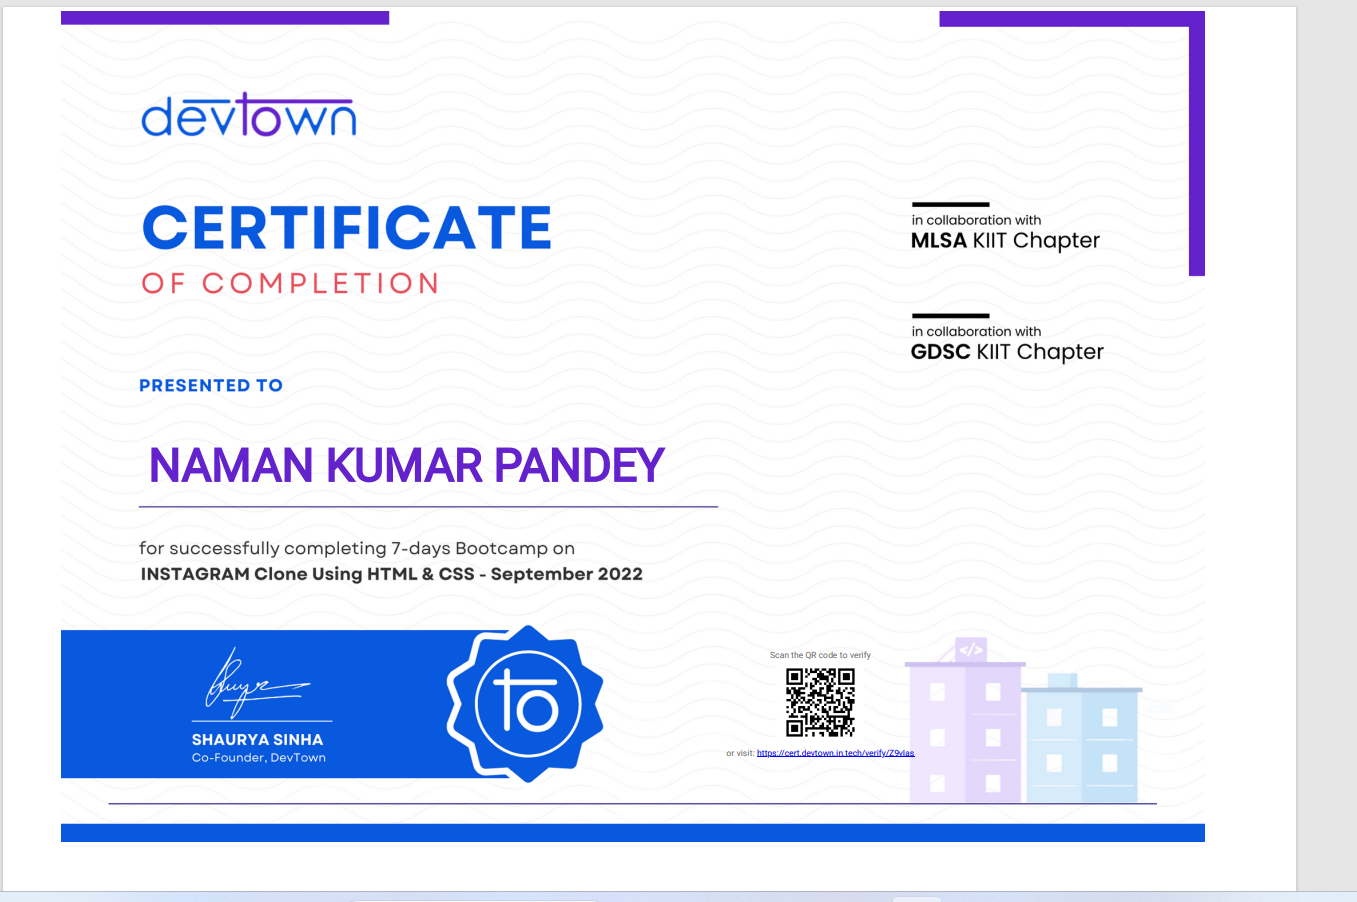 devtown
CERTIFICATE
OF COMPLETION
in collaboration with
MLSA KIIT Chapter
in collaboration with
GDSC KIIT Chapter
PRESENTED TO
NAMAN KUMAR PANDEY
for successfully completing 7-days Bootcamp on
INSTAGRAM Clone Using HTML & CSS - September 2022
SHAURYA SINHA
Co-Founder, DevTown
to
Scan the QR code to verify
or visit: https://cert.devtown.in.tech/verify/Z9vlas
</>